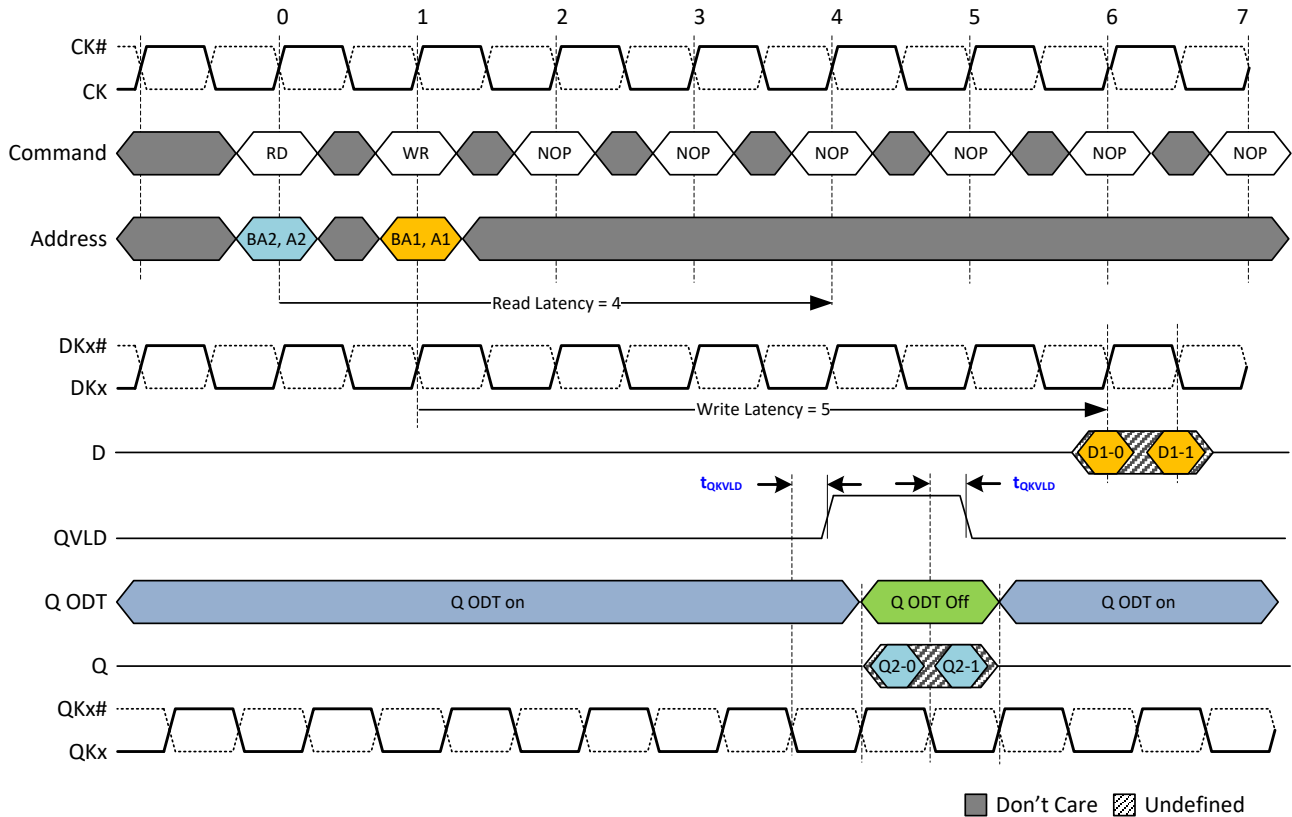 0 1 2 3 4 5 6 7
CK#
CK
Command RD WR NOP NOP NOP NOP NOP NOP
Address BA2, A2 BA1, A1
Read Latency = 4
DKx#
DKx
Write Latency = 5
D D1-0 D1-1
tQKVLD tQKVLD
QVLD
Q ODT Q ODT on Q ODT Off Q ODT on
Q Q2-0 Q2-1
QKx#
QKx
Don't Care Undefined